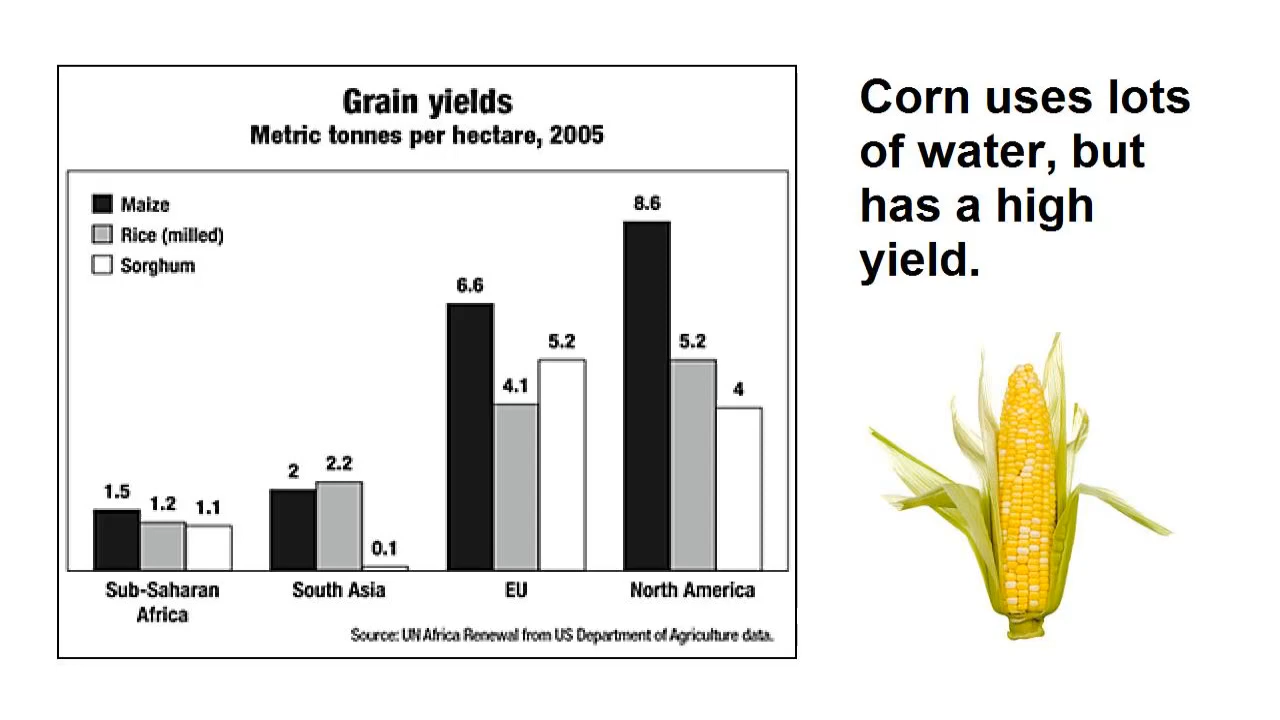 Grain yields
Metric tonnes per hectare, 2005
Maize
Rice (milled)
Sorghum
1.5
1.2
1.1
2
2.2
0.1
6.6
4.1
5.2
8.6
5.2
4
Sub-Saharan
Africa
South Asia
EU
North America
Source: UN Africa Renewal from US Department of Agriculture data.
Corn uses lots
of water, but
has a high
yield.